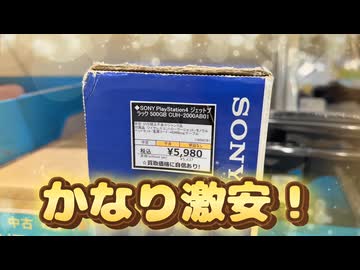 ◆SONY PlayStation4 ジェットブ
ラック 500GB CUH-2000AB01
税込 ¥5,980
☆買取価格に自信あり!
SONY
かなり激安！
中古